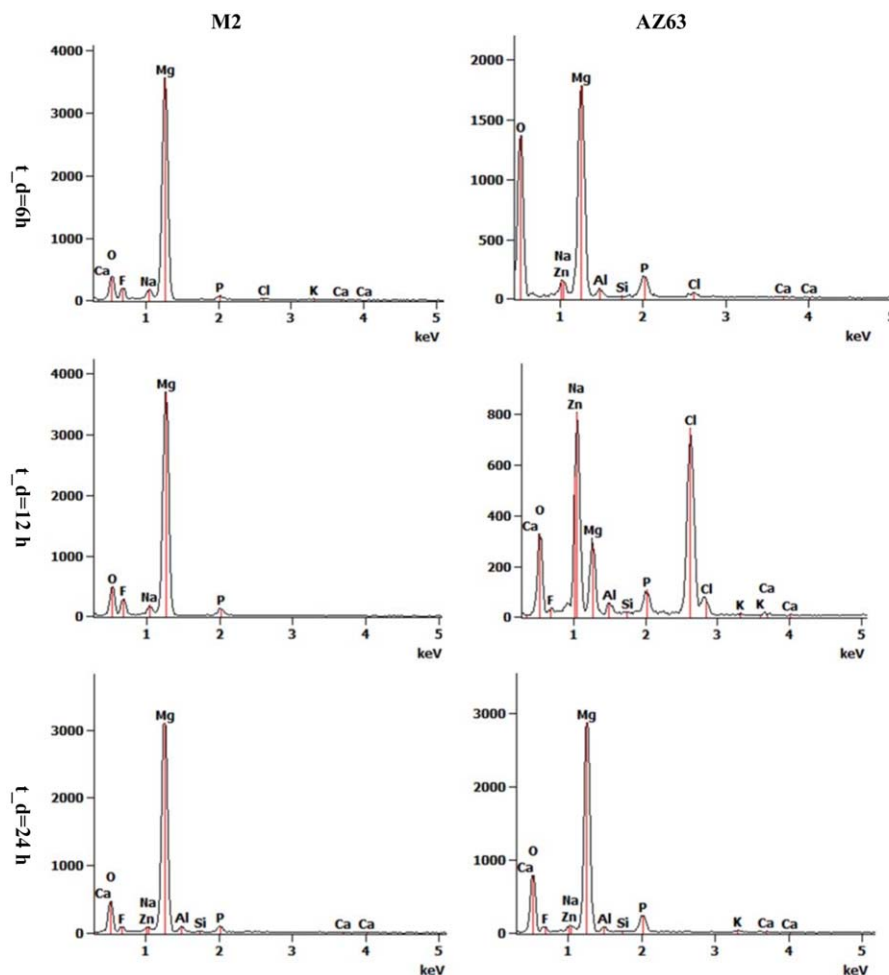 M2
AZ63
t_d=6h
4000
3000
2000
1000
0
Mg
O
Ca
F
Na
P
Cl
K
Ca
Ca
1
2
3
4
5
keV
2000
1500
1000
500
0
O
Mg
Na
Zn
Al
Si
P
Cl
Ca
Ca
1
2
3
4
5
keV
t_d=12 h
4000
3000
2000
1000
0
Mg
O
F
Na
P
1
2
3
4
5
keV
800
600
400
200
0
Na
Zn
Cl
O
Ca
Mg
F
Al
Si
P
Cl
K
Ca
K
Ca
1
2
3
4
5
keV
t_d=24 h
3000
2000
1000
0
Mg
O
Ca
F
Na
Zn
Al
Si
P
Ca
Ca
1
2
3
4
5
keV
3000
2000
1000
0
Mg
O
Ca
F
Na
Zn
Al
Si
P
K
Ca
Ca
1
2
3
4
5
keV